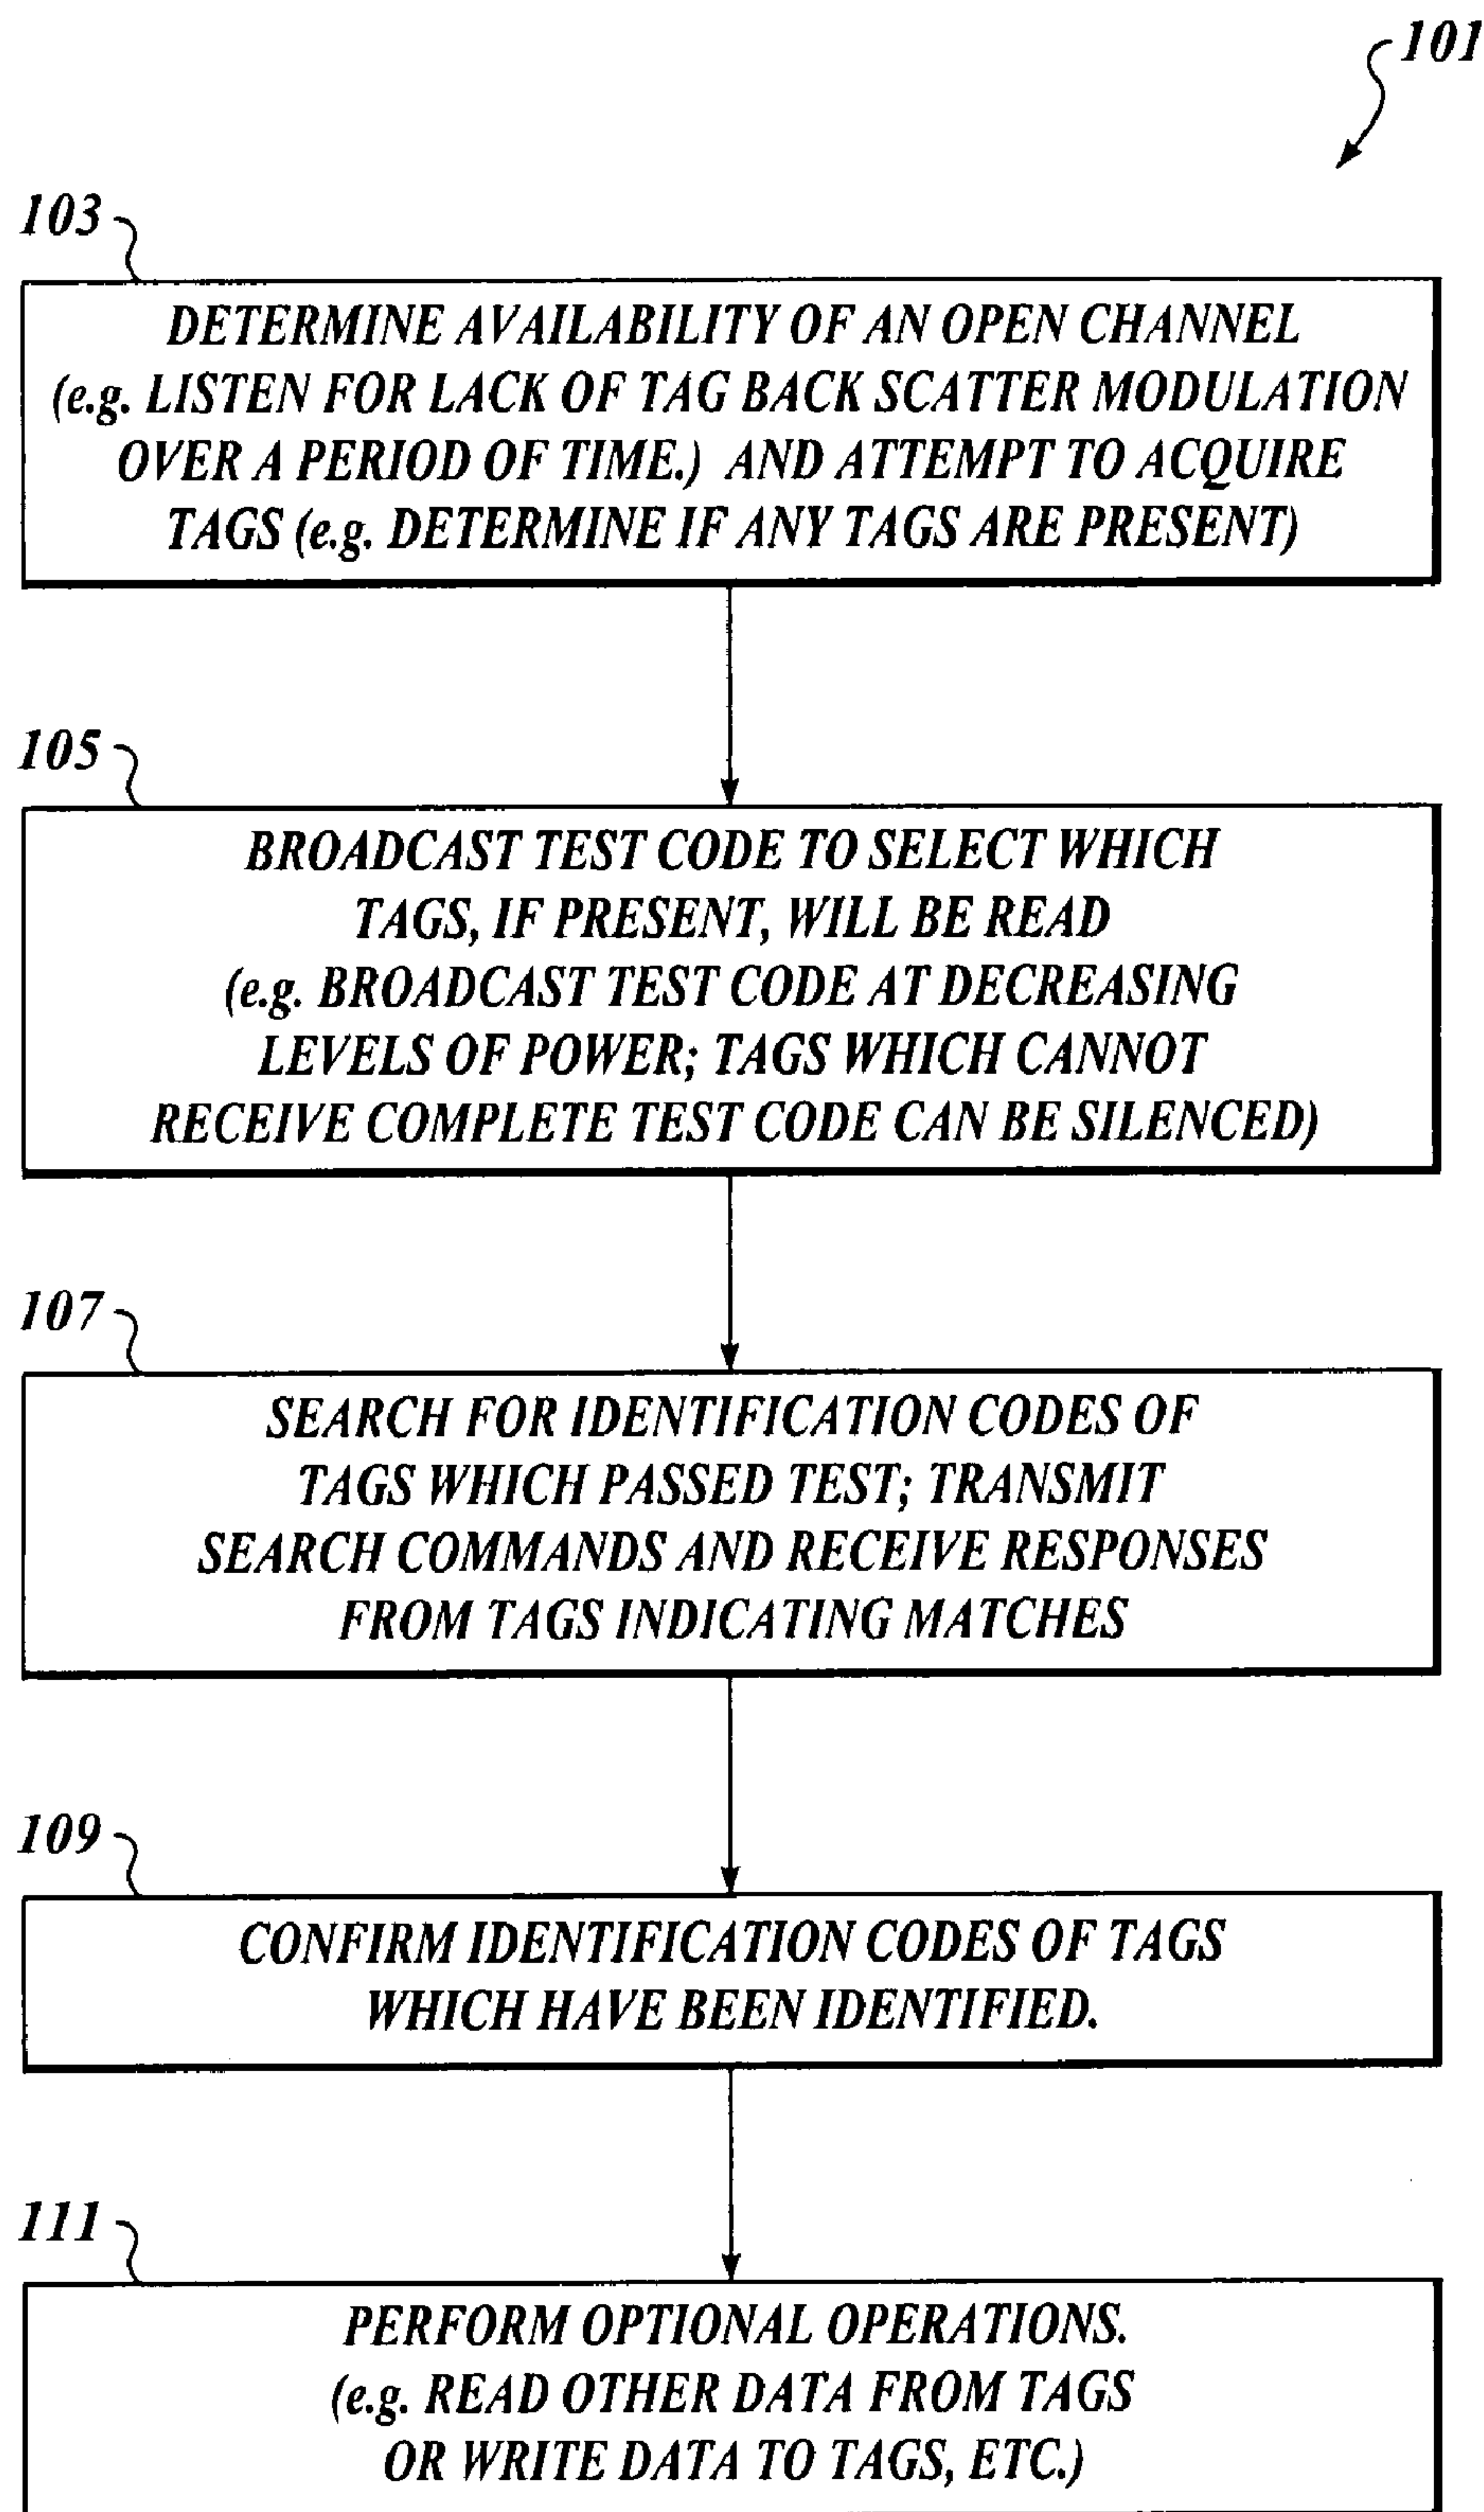 101
103
DETERMINE AVAILABILITY OF AN OPEN CHANNEL
(e.g. LISTEN FOR LACK OF TAG BACK SCATTER MODULATION
OVER A PERIOD OF TIME.) AND ATTEMPT TO ACQUIRE
TAGS (e.g. DETERMINE IF ANY TAGS ARE PRESENT)
105
BROADCAST TEST CODE TO SELECT WHICH
TAGS, IF PRESENT, WILL BE READ
(e.g. BROADCAST TEST CODE AT DECREASING
LEVELS OF POWER; TAGS WHICH CANNOT
RECEIVE COMPLETE TEST CODE CAN BE SILENCED)
107
SEARCH FOR IDENTIFICATION CODES OF
TAGS WHICH PASSED TEST; TRANSMIT
SEARCH COMMANDS AND RECEIVE RESPONSES
FROM TAGS INDICATING MATCHES
109
CONFIRM IDENTIFICATION CODES OF TAGS
WHICH HAVE BEEN IDENTIFIED.
111
PERFORM OPTIONAL OPERATIONS.
(e.g. READ OTHER DATA FROM TAGS
OR WRITE DATA TO TAGS, ETC.)